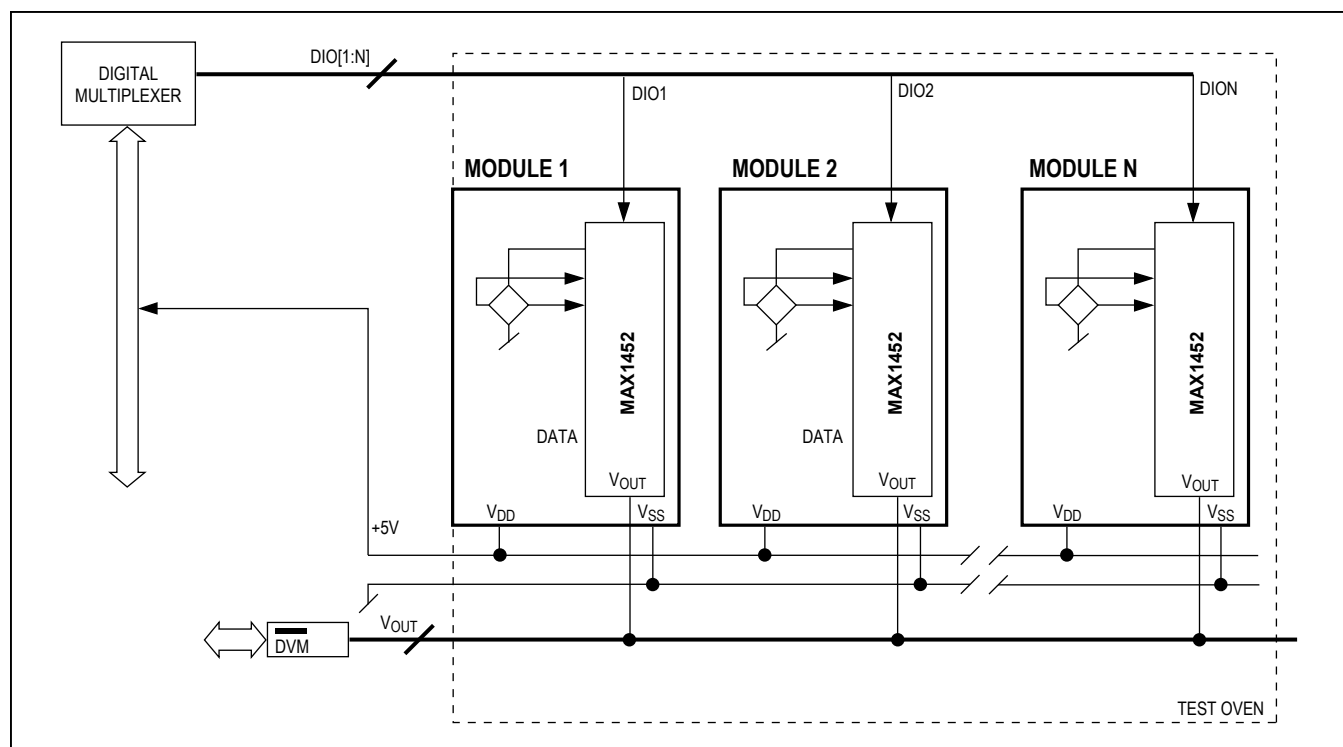 DIGITAL
MULTIPLEXER
DIO[1:N]
DIO1
DIO2
DION
MODULE 1
MODULE 2
MODULE N
MAX1452
MAX1452
MAX1452
DATA
DATA
VOUT
VOUT
VOUT
VDD
VSS
VDD
VSS
VDD
VSS
+5V
VOUT
DVM
TEST OVEN